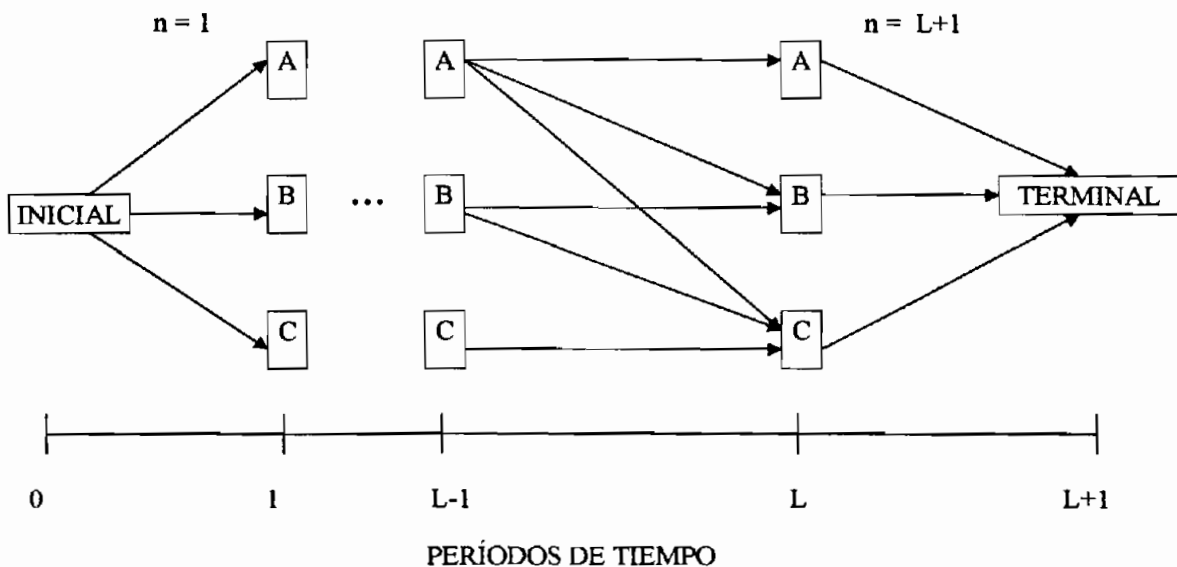 n = 1
n = L+1
A
A
A
INICIAL
B
...
B
B
TERMINAL
C
C
C
0
1
L-1
L
L+1
PERÍODOS DE TIEMPO